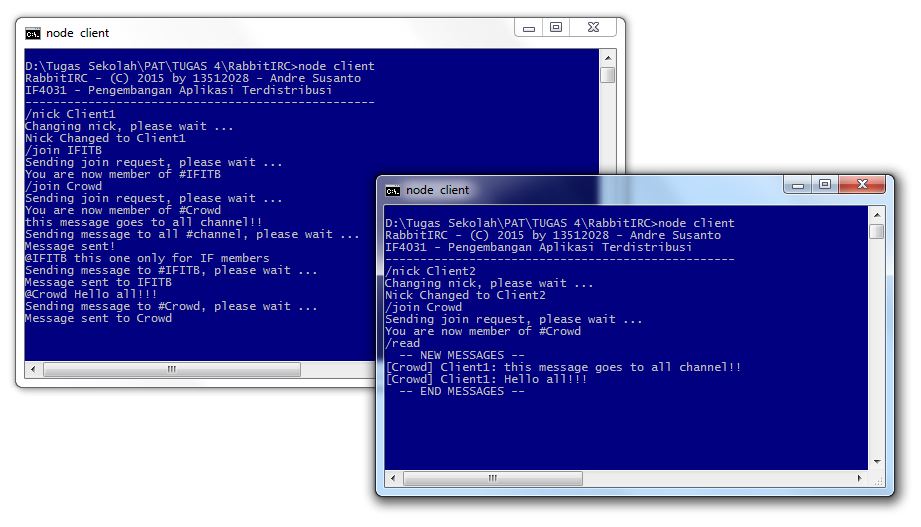 node client
D:\Tugas Sekolah\PAT\TUGAS 4\RabbitIRC>node client
RabbitIRC - (C) 2015 by 13512028 - Andre Susanto
IF4031 - Pengembangan Aplikasi Terdistribusi
--------------------------------------------------
/nick Client1
Changing nick, please wait ...
Nick Changed to Client1
/join IFITB
Sending join request, please wait ...
You are now member of #IFITB
/join Crowd
Sending join request, please wait ...
You are now member of #Crowd
this message goes to all channel!!
Sending message to all #channel, please wait ...
Message sent!
@IFITB this one only for IF members
Sending message to #IFITB, please wait ...
Message sent to IFITB
@Crowd Hello all!!!
Sending message to #Crowd, please wait ...
Message sent to Crowd
node client
D:\Tugas Sekolah\PAT\TUGAS 4\RabbitIRC>node client
RabbitIRC - (C) 2015 by 13512028 - Andre Susanto
IF4031 - Pengembangan Aplikasi Terdistribusi
--------------------------------------------------
/nick Client2
Changing nick, please wait ...
Nick Changed to Client2
/join Crowd
Sending join request, please wait ...
You are now member of #Crowd
/read
-- NEW MESSAGES --
[Crowd] Client1: this message goes to all channel!!
[Crowd] Client1: Hello all!!!
-- END MESSAGES --